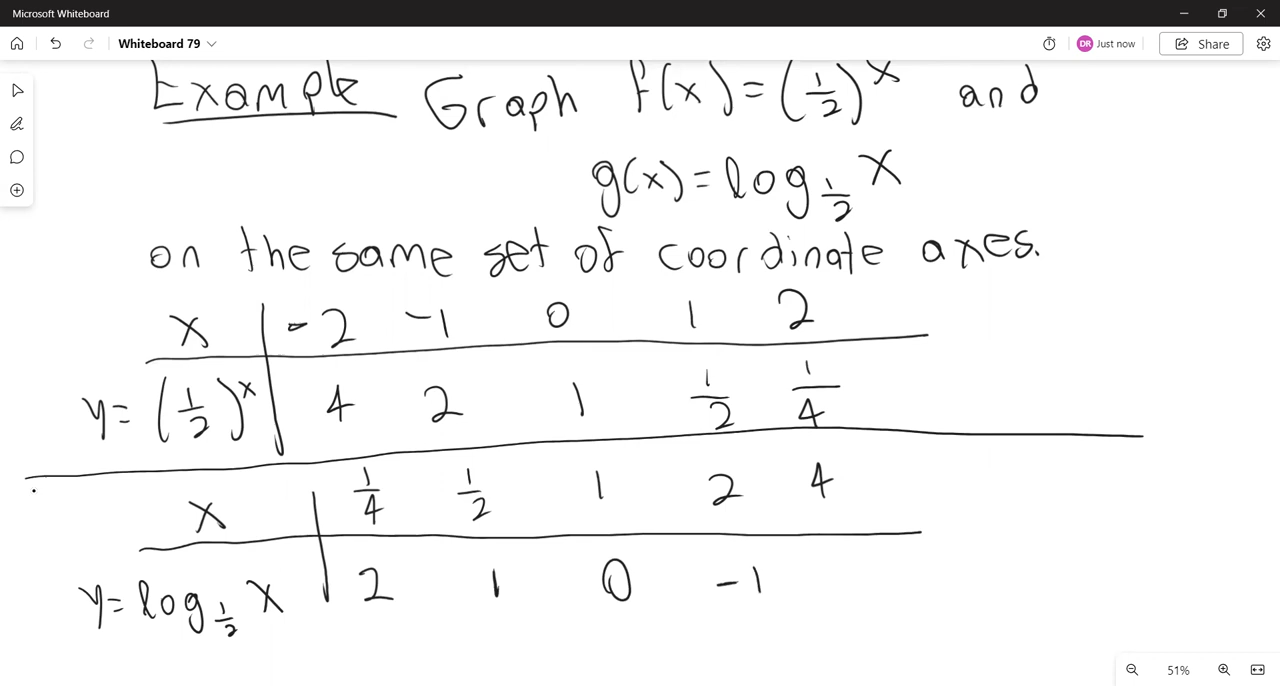 Microsoft Whiteboard
Whiteboard 79
DR Just now Share
Example Graph f(x) = (1/2)^x and
g(x) = log_{1/2} x
on the same set of coordinate axes.
x | -2 -1 0 1 2
y = (1/2)^x | 4 2 1 1/2 1/4
x | 1/4 1/2 1 2 4
y = log_{1/2} x | 2 1 0 -1
51%